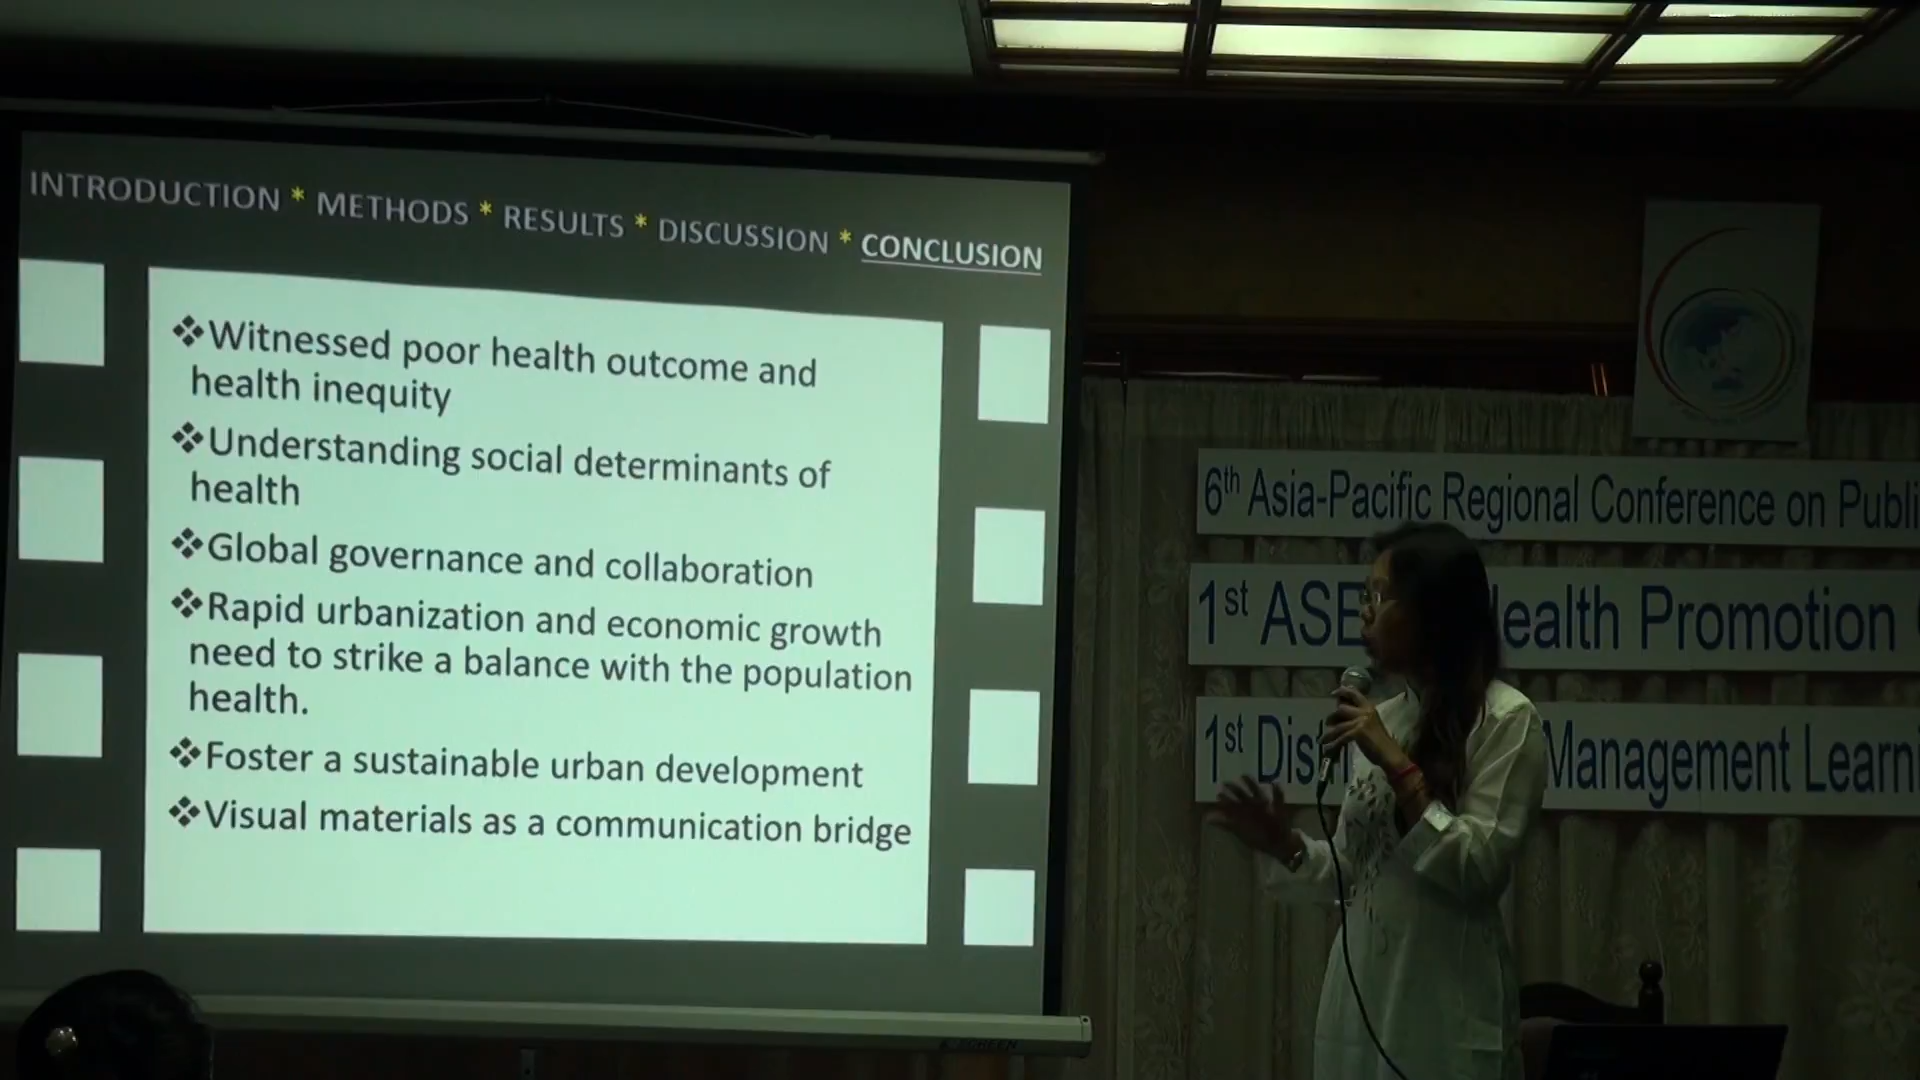 INTRODUCTION * METHODS * RESULTS * DISCUSSION * CONCLUSION
❖Witnessed poor health outcome and
health inequity
❖Understanding social determinants of
health
❖Global governance and collaboration
❖Rapid urbanization and economic growth
need to strike a balance with the population
health.
❖Foster a sustainable urban development
❖Visual materials as a communication bridge
6th Asia-Pacific Regional Conference on Publi
1st ASE ealth Promotion
1st Dist Management Learni
SCREEN